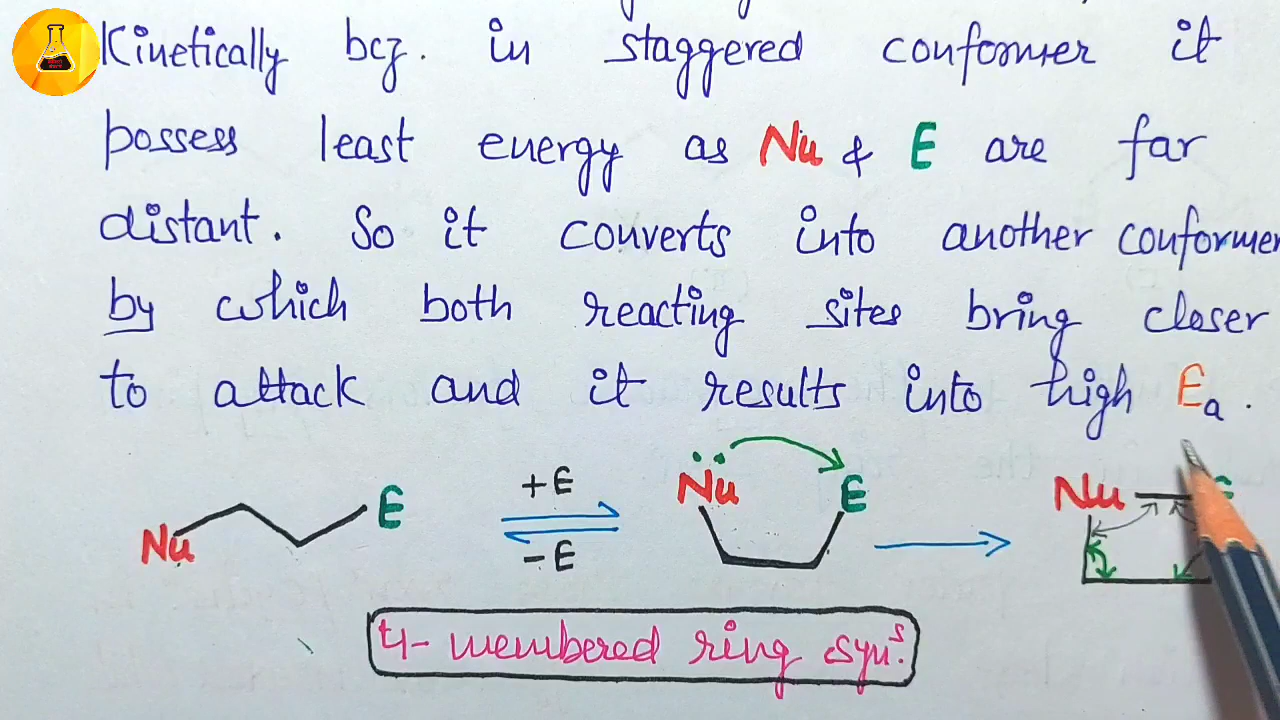 Kinetically bcz. in staggered conformer it
possess least energy as Nu & E are far
distant. So it converts into another conformer
by which both reacting sites bring closer
to attack and it results into high Ea.
Nu E
+E
-E
Nu E
Nu
4-membered ring synˢ.